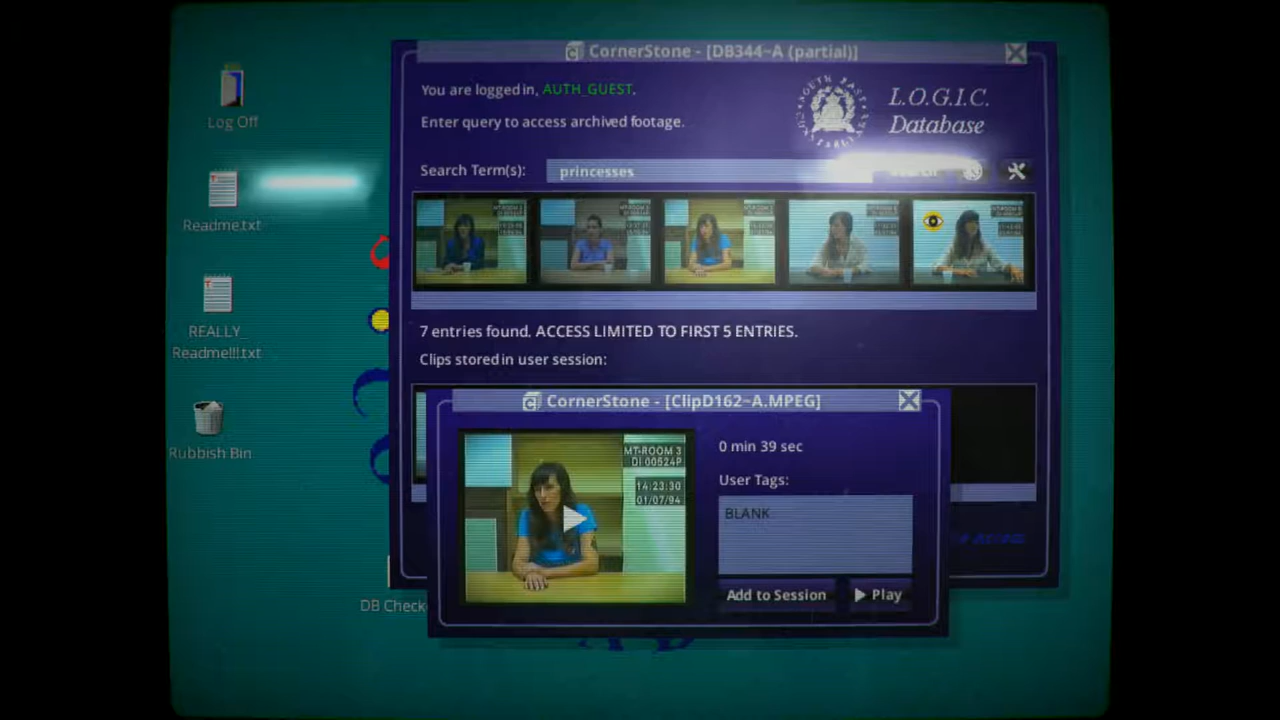 CornerStone - [DB344~A (partial)]
You are logged in, AUTH_GUEST.
Enter query to access archived footage.
L.O.G.I.C.
Database
Search Term(s):
princesses
Search
7 entries found. ACCESS LIMITED TO FIRST 5 ENTRIES.
Clips stored in user session:
CornerStone - [ClipD162~A.MPEG]
MT-ROOM 3
DI 00524P
14:23:30
01/07/94
0 min 39 sec
User Tags:
BLANK
Add to Session
Play
Log Off
Readme.txt
REALLY_
Readme!!!.txt
Rubbish Bin
DB Check